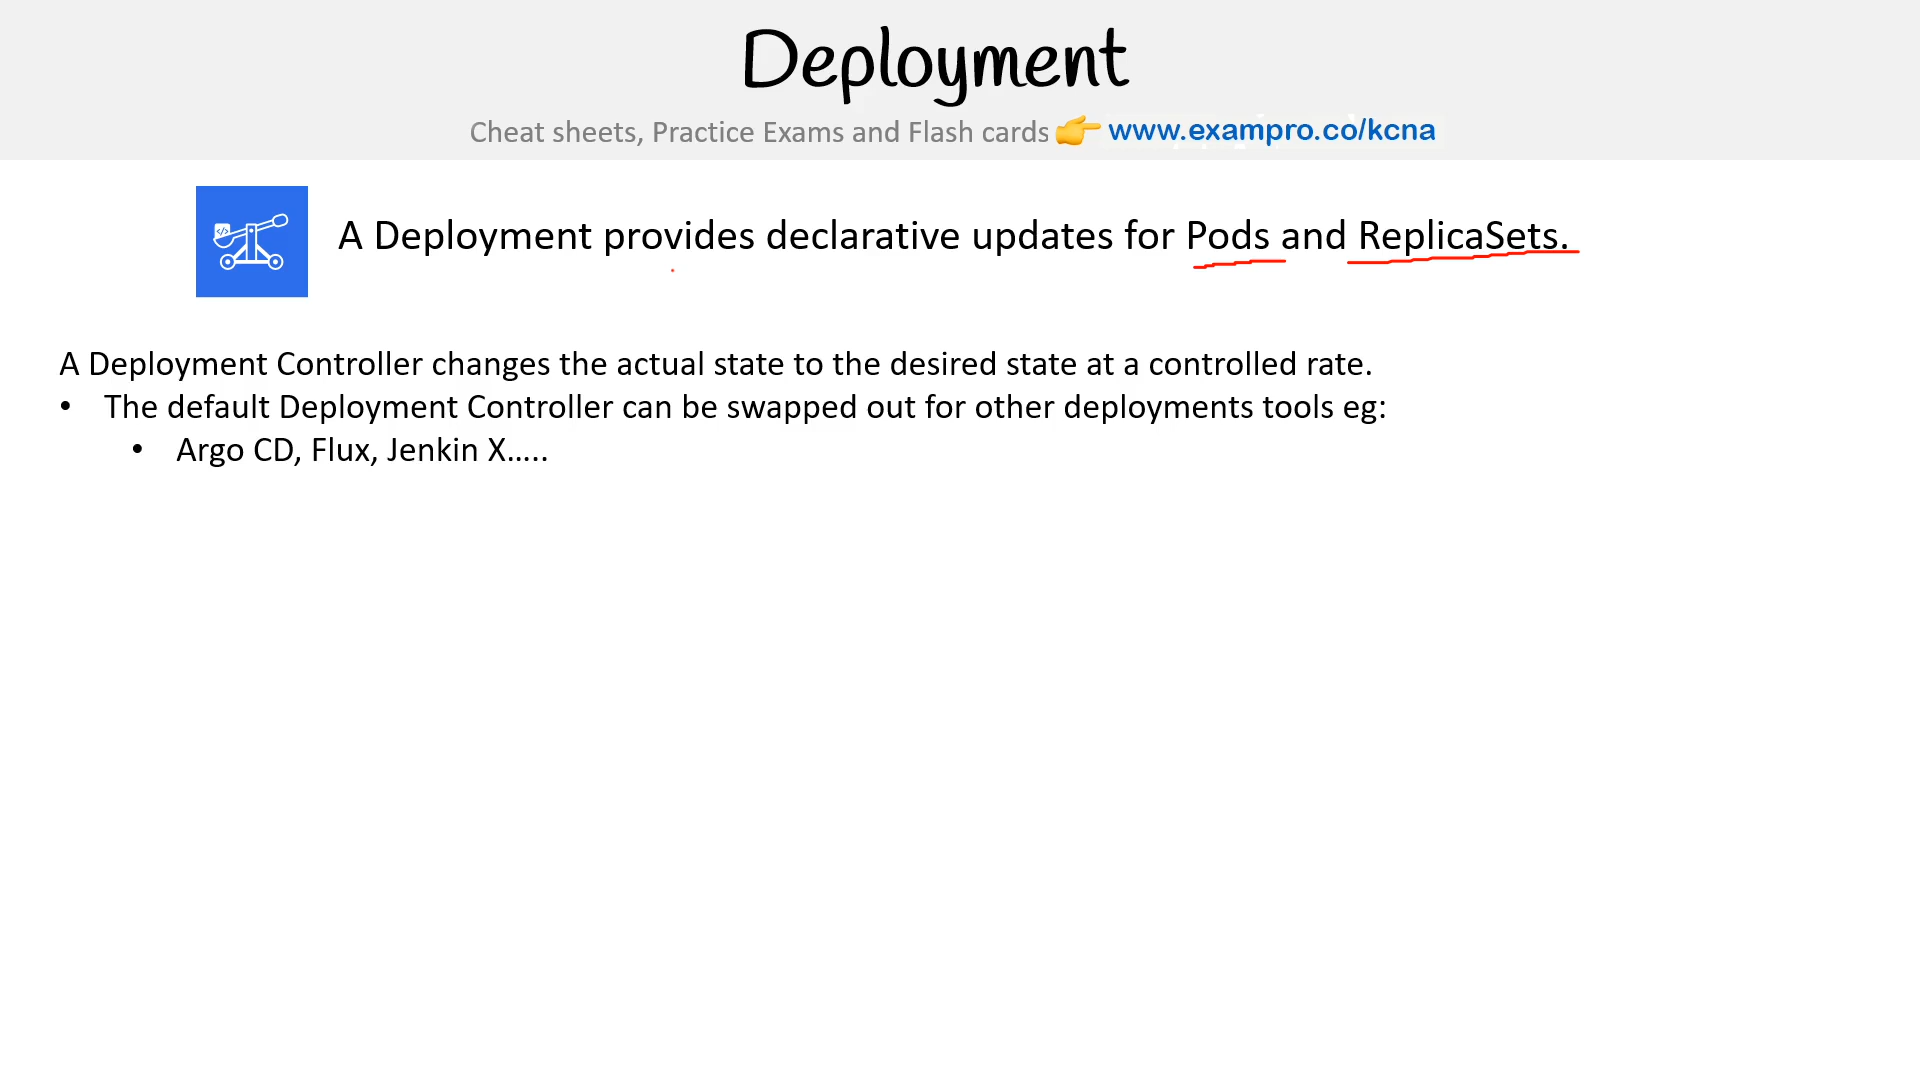 Deployment
Cheat sheets, Practice Exams and Flash cards 👉 www.exampro.co/kcna
</>
A Deployment provides declarative updates for Pods and ReplicaSets.
A Deployment Controller changes the actual state to the desired state at a controlled rate.
• The default Deployment Controller can be swapped out for other deployments tools eg:
• Argo CD, Flux, Jenkin X.....